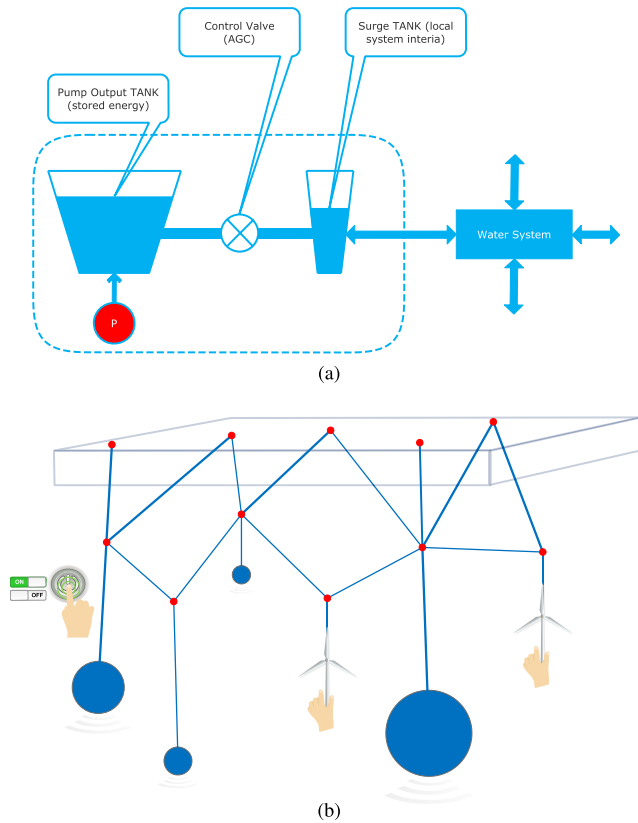 Control Valve
(AGC)
Surge TANK (local
system interia)
Pump Output TANK
(stored energy)
Water System
P
(a)
ON
OFF
(b)